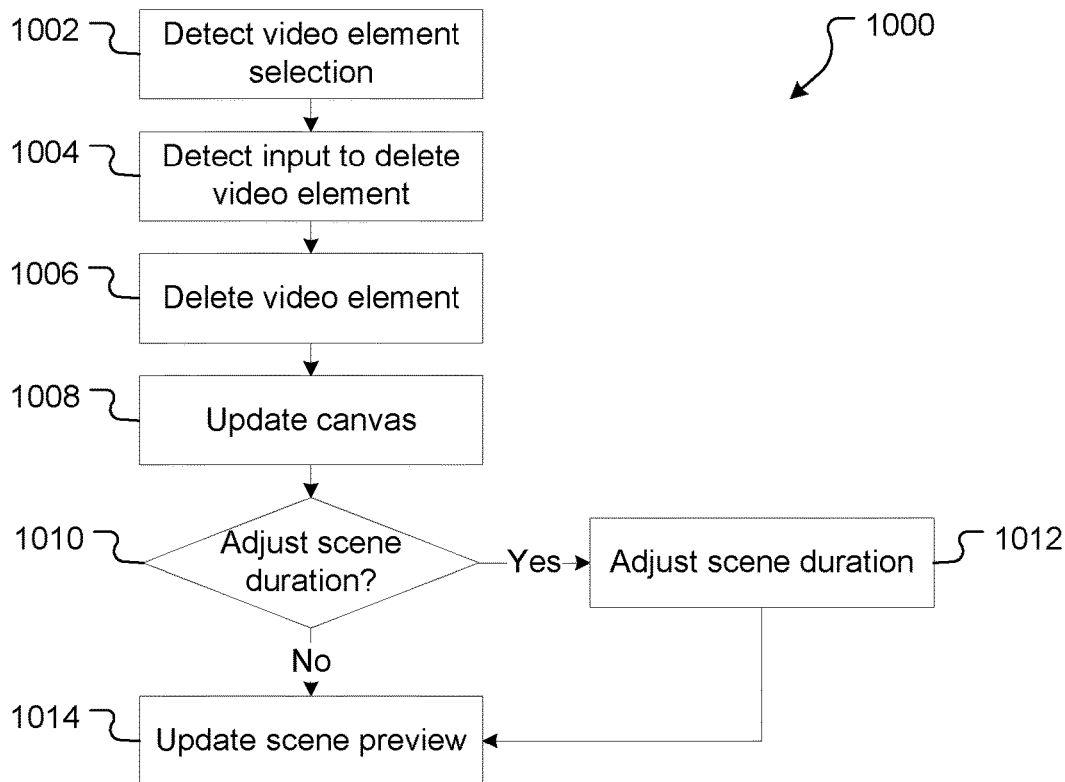 1002
Detect video element
selection
1000
1004
Detect input to delete
video element
1006
Delete video element
1008
Update canvas
1010
Adjust scene
duration?
Yes
Adjust scene duration
1012
No
1014
Update scene preview